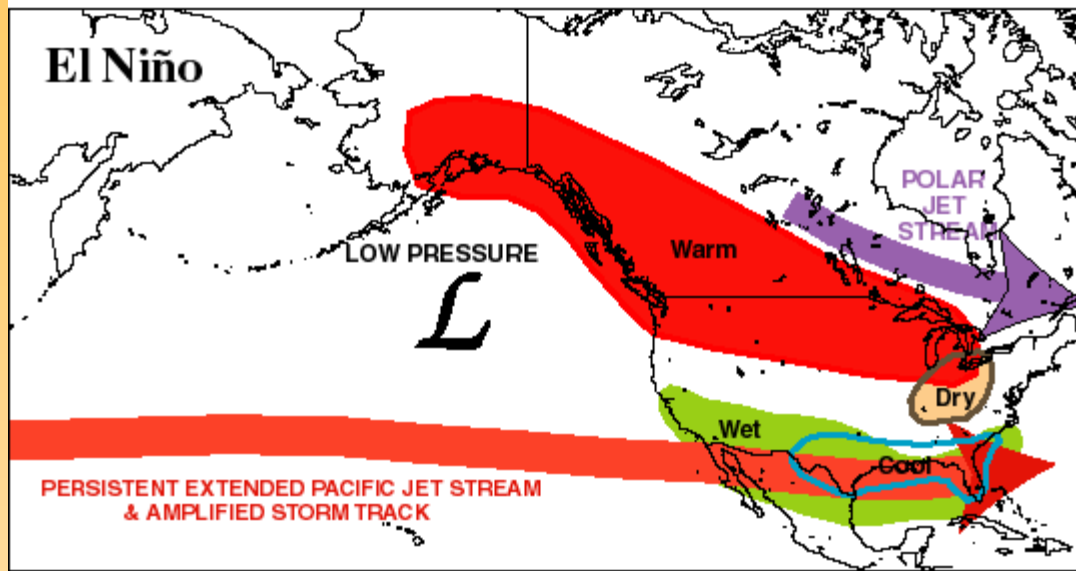 El Niño
POLAR
JET
STREAM
LOW PRESSURE
Warm
L
Dry
Wet
Cool
PERSISTENT EXTENDED PACIFIC JET STREAM
& AMPLIFIED STORM TRACK